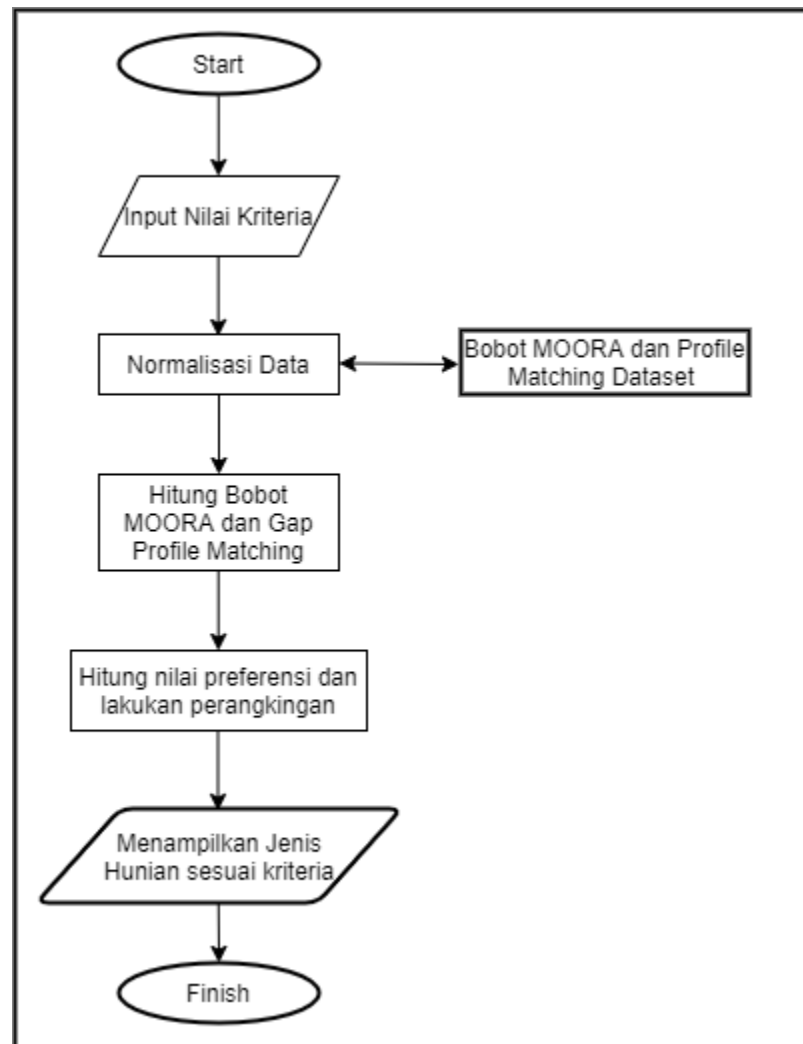 Start
Input Nilai Kriteria
Normalisasi Data
Bobot MOORA dan Profile
Matching Dataset
Hitung Bobot
MOORA dan Gap
Profile Matching
Hitung nilai preferensi dan
lakukan perangkingan
Menampilkan Jenis
Hunian sesuai kriteria
Finish